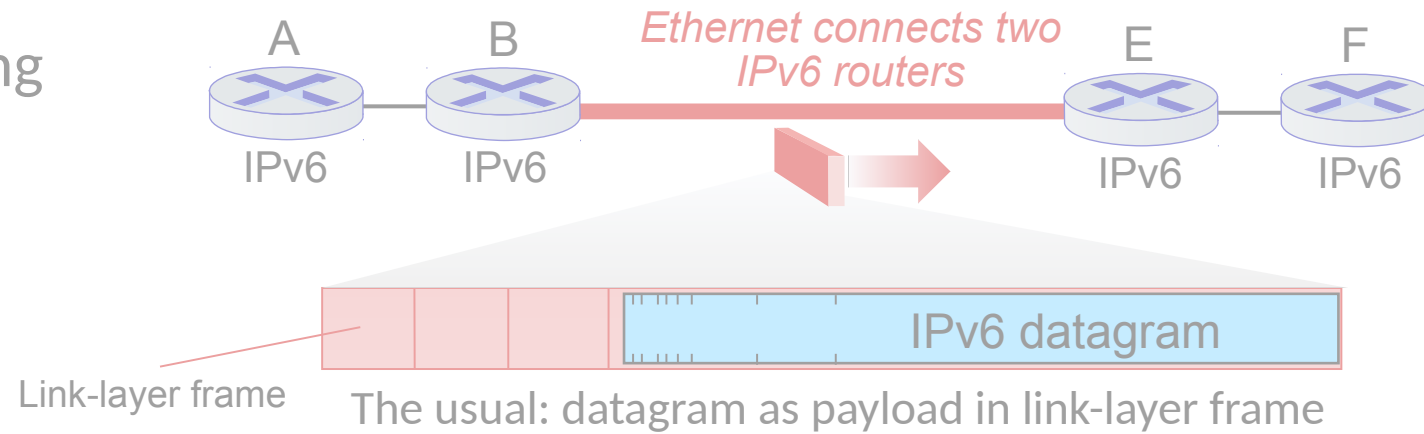 ng
A
B
Ethernet connects two
IPv6 routers
E
F
IPv6
IPv6
IPv6
IPv6
IPv6 datagram
Link-layer frame
The usual: datagram as payload in link-layer frame